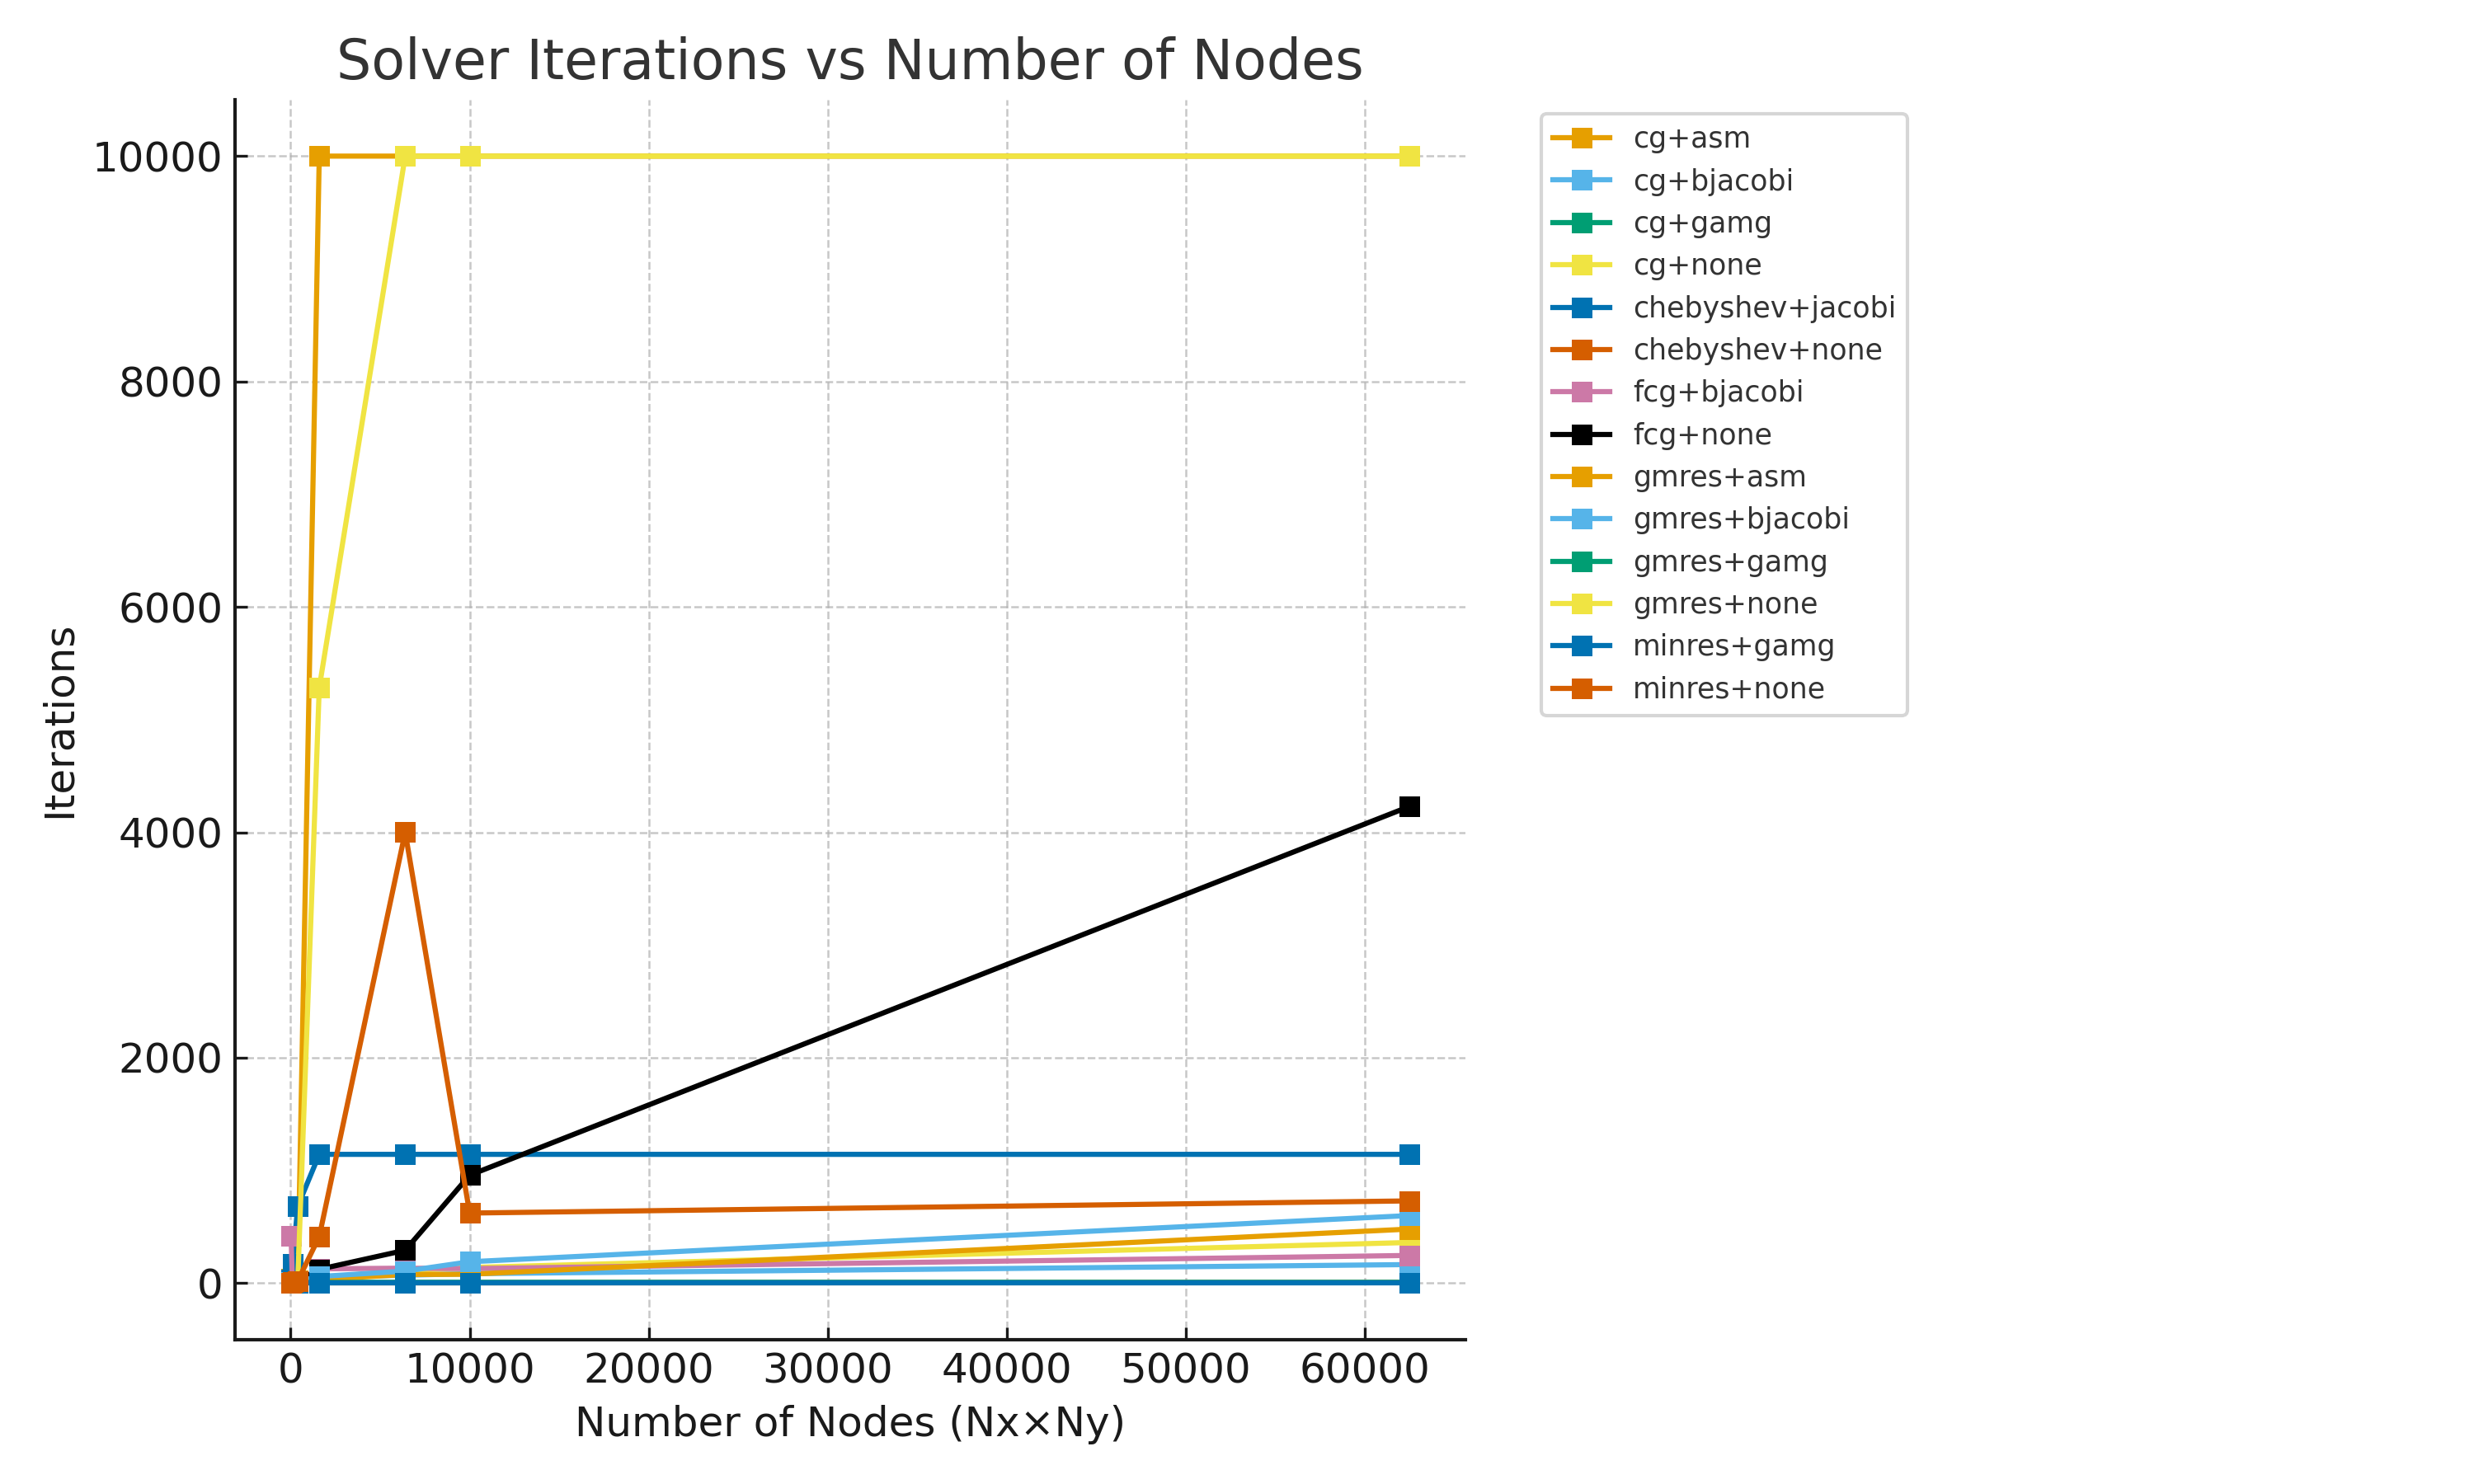 Solver Iterations vs Number of Nodes
10000
8000
6000
4000
2000
0
Iterations
0 10000 20000 30000 40000 50000 60000
Number of Nodes (Nx×Ny)
cg+asm
cg+bjacobi
cg+gamg
cg+none
chebyshev+jacobi
chebyshev+none
fcg+bjacobi
fcg+none
gmres+asm
gmres+bjacobi
gmres+gamg
gmres+none
minres+gamg
minres+none